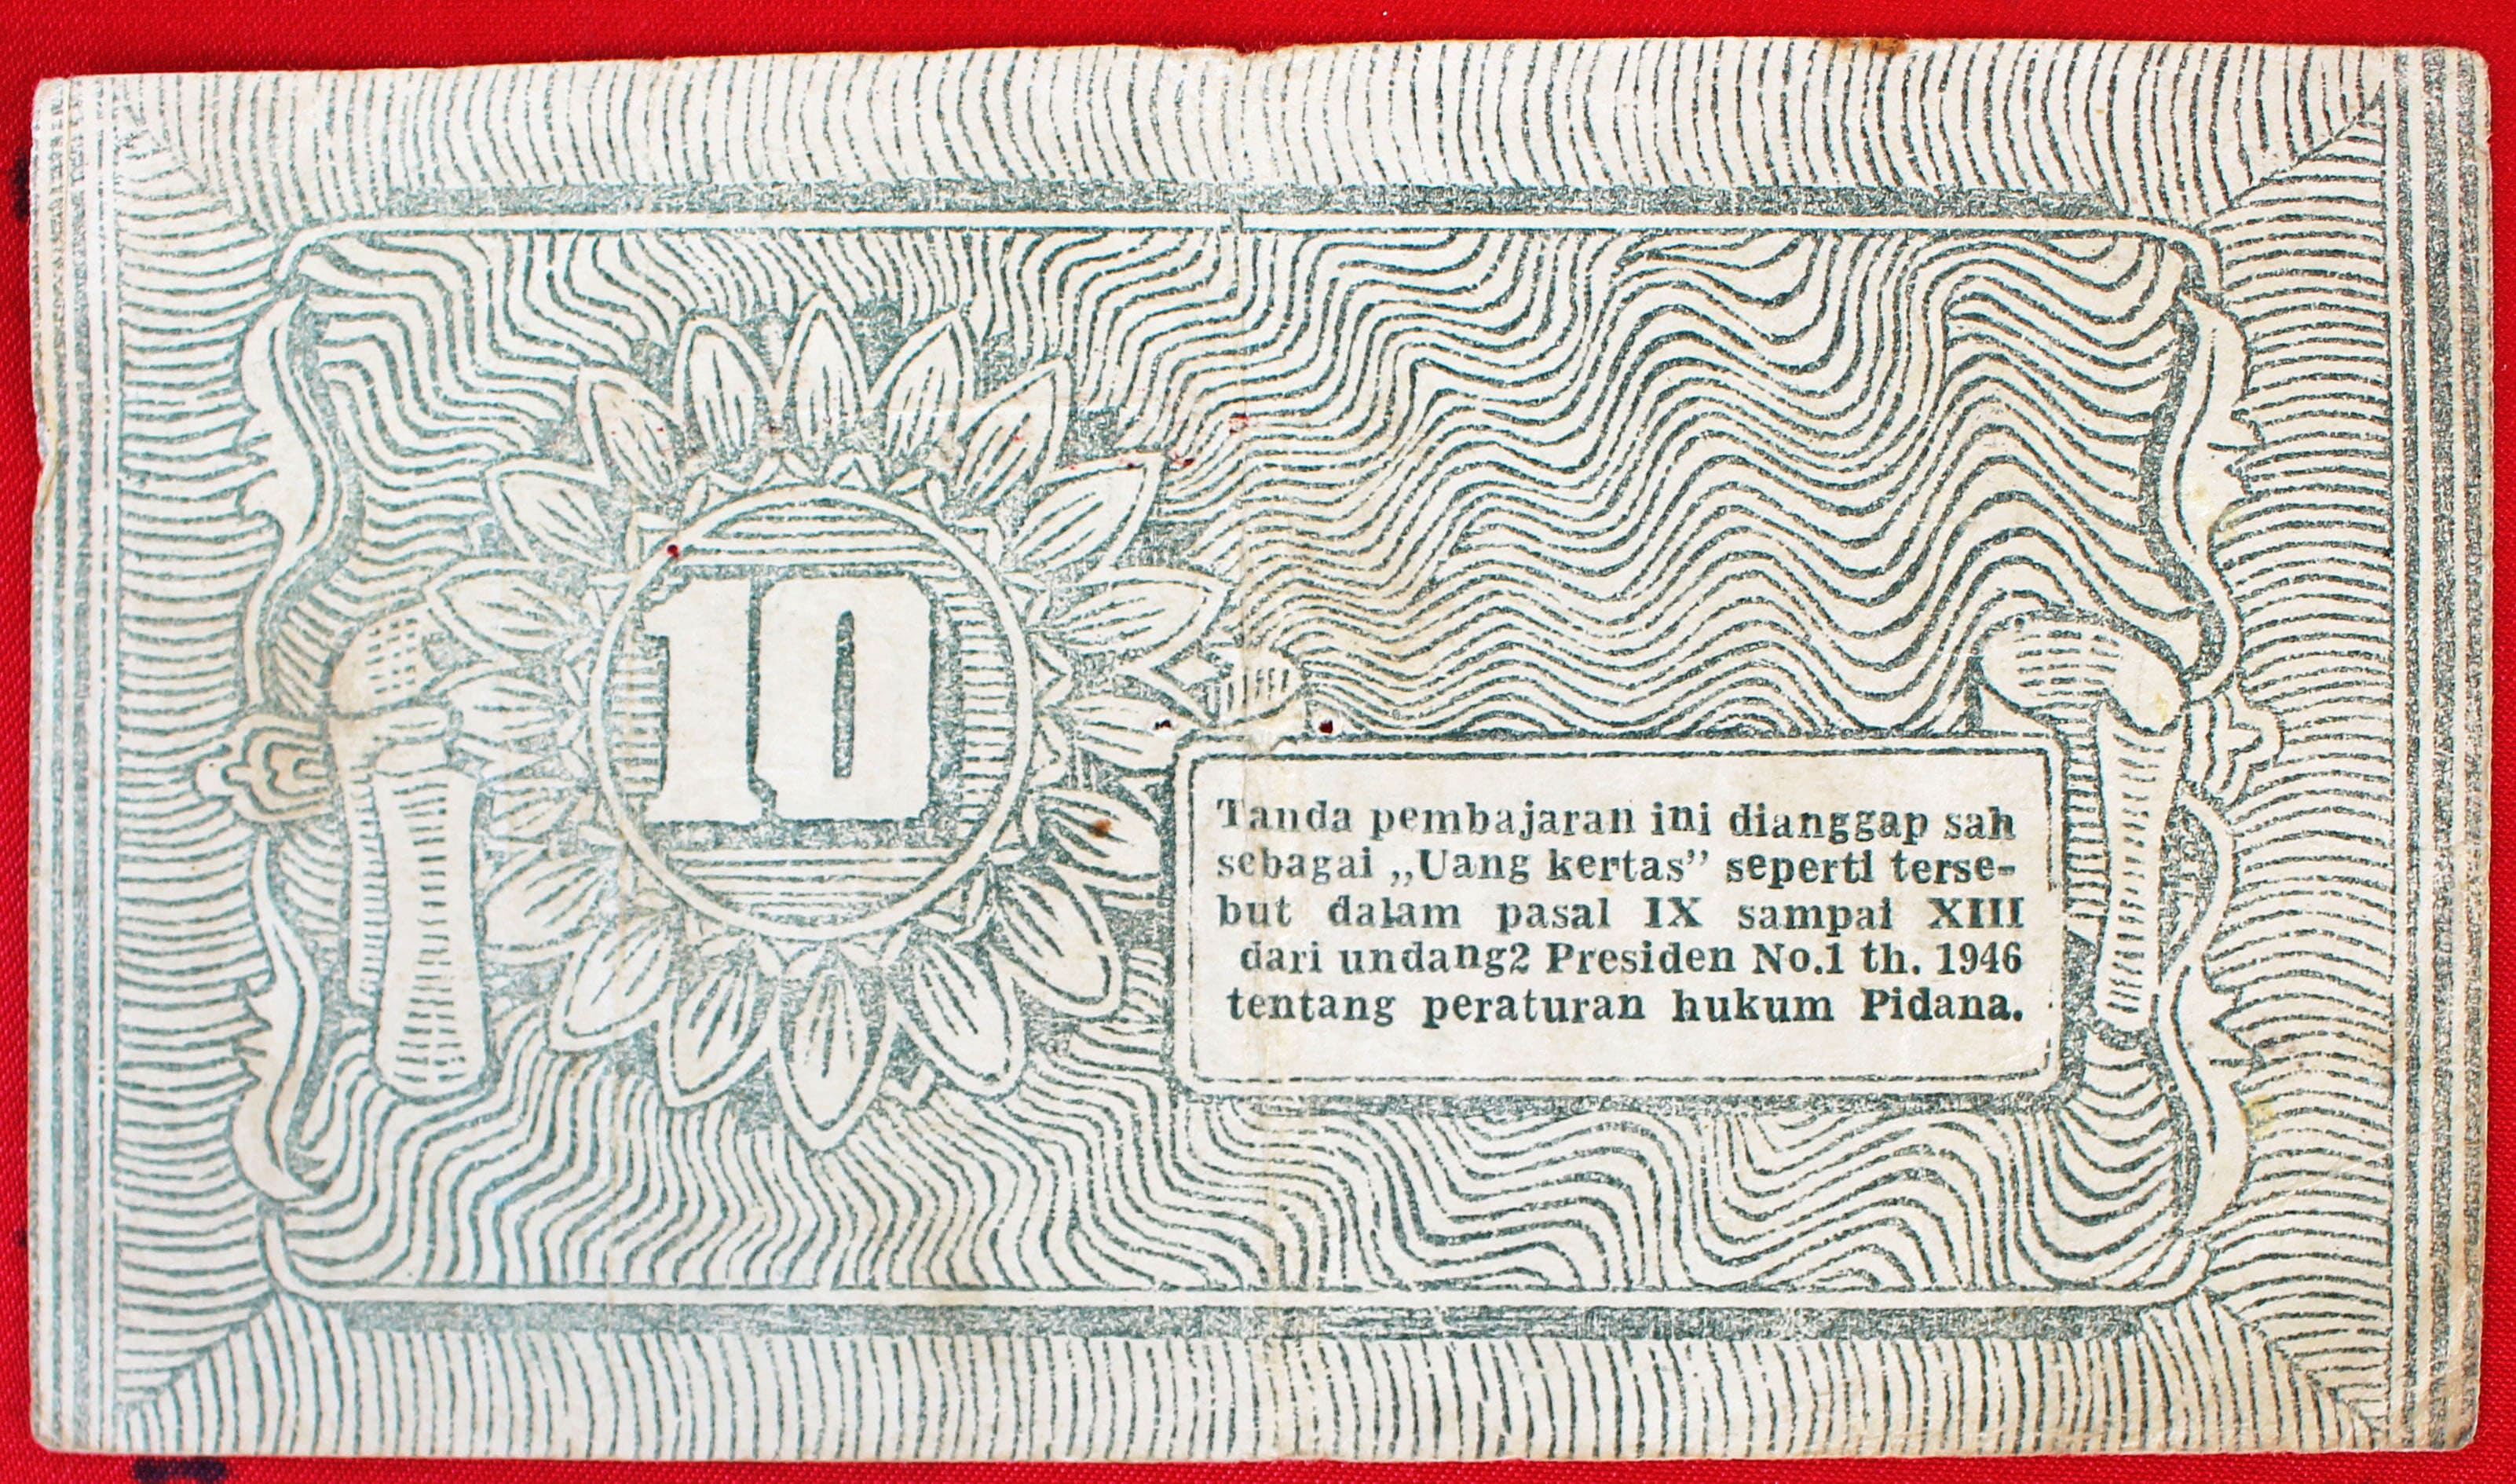 10
Tanda pembajaran ini dianggap sah
sebagai „Uang kertas” seperti terse-
but dalam pasal IX sampai XIII
dari undang2 Presiden No.1 th. 1946
tentang peraturan hukum Pidana.